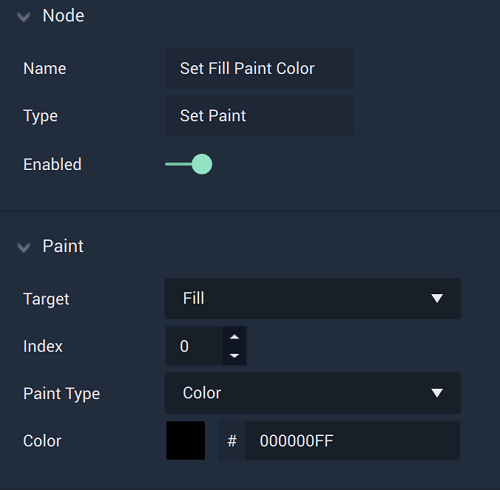 Node
Name Set Fill Paint Color
Type Set Paint
Enabled
Paint
Target Fill
Index 0
Paint Type Color
Color # 000000FF